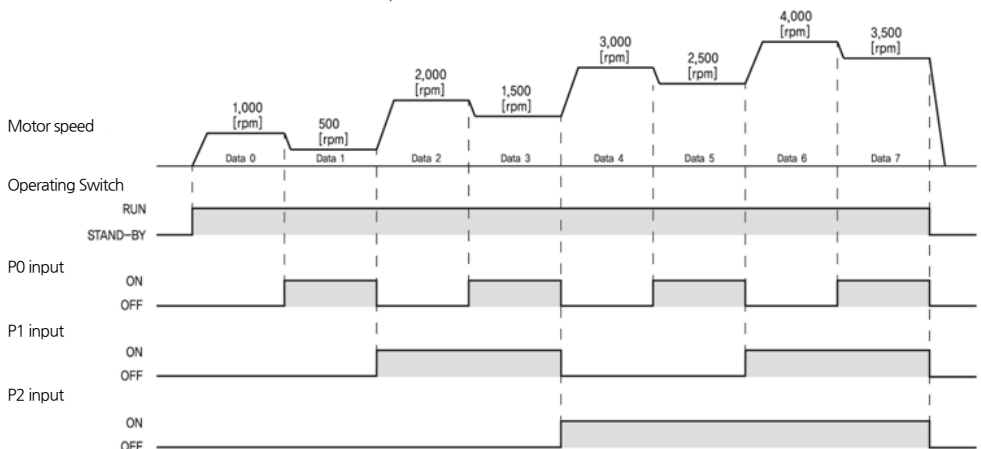 4,000
[rpm]
3,500
[rpm]
3,000
[rpm]
2,500
[rpm]
2,000
[rpm]
1,500
[rpm]
1,000
[rpm]
500
[rpm]
Motor speed
Data 0 Data 1 Data 2 Data 3 Data 4 Data 5 Data 6 Data 7
Operating Switch
RUN
STAND-BY
P0 input
ON
OFF
P1 input
ON
OFF
P2 input
ON
OFF